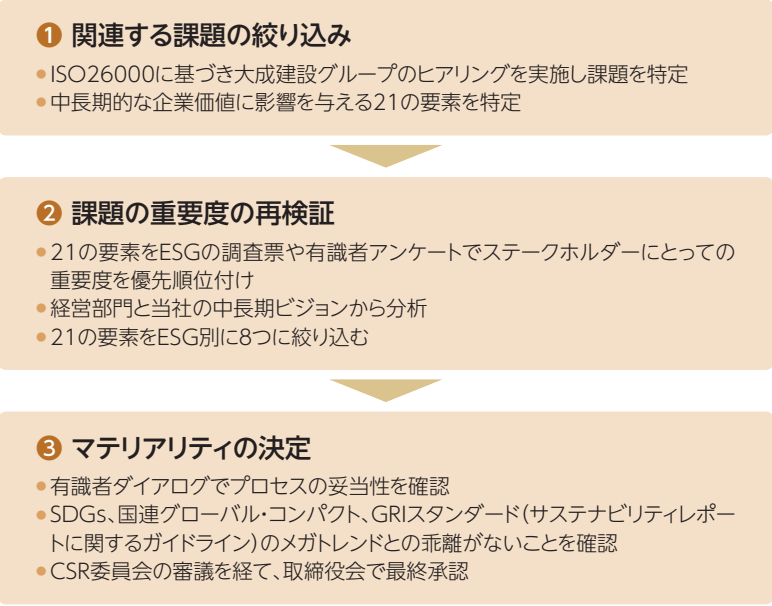 ❶ 関連する課題の絞り込み
●ISO26000に基づき大成建設グループのヒアリングを実施し課題を特定
●中長期的な企業価値に影響を与える21の要素を特定
❷ 課題の重要度の再検証
●21の要素をESGの調査票や有識者アンケートでステークホルダーにとっての
重要度を優先順位付け
●経営部門と当社の中長期ビジョンから分析
●21の要素をESG別に8つに絞り込む
❸ マテリアリティの決定
●有識者ダイアログでプロセスの妥当性を確認
●SDGs、国連グローバル・コンパクト、GRIスタンダード（サステナビリティレポー
トに関するガイドライン）のメガトレンドとの乖離がないことを確認
●CSR委員会の審議を経て、取締役会で最終承認